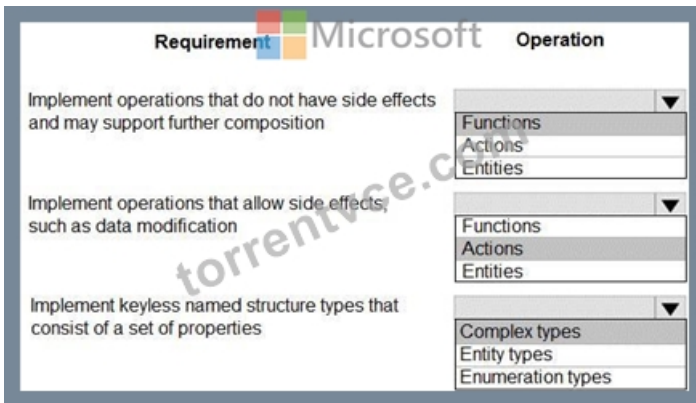 Requirement
Microsoft
Operation
Implement operations that do not have side effects
and may support further composition
Functions
Actions
Entities
Implement operations that allow side effects,
such as data modification
Functions
Actions
Entities
Implement keyless named structure types that
consist of a set of properties
Complex types
Entity types
Enumeration types
torrentvce.com